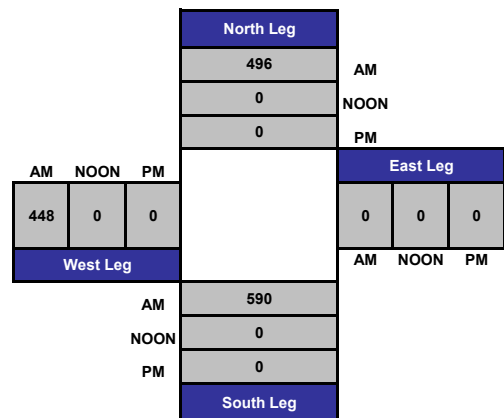 North Leg
496 AM
0 NOON
0 PM
AM NOON PM
East Leg
448 0 0
0 0 0
West Leg
AM NOON PM
AM 590
NOON 0
PM 0
South Leg